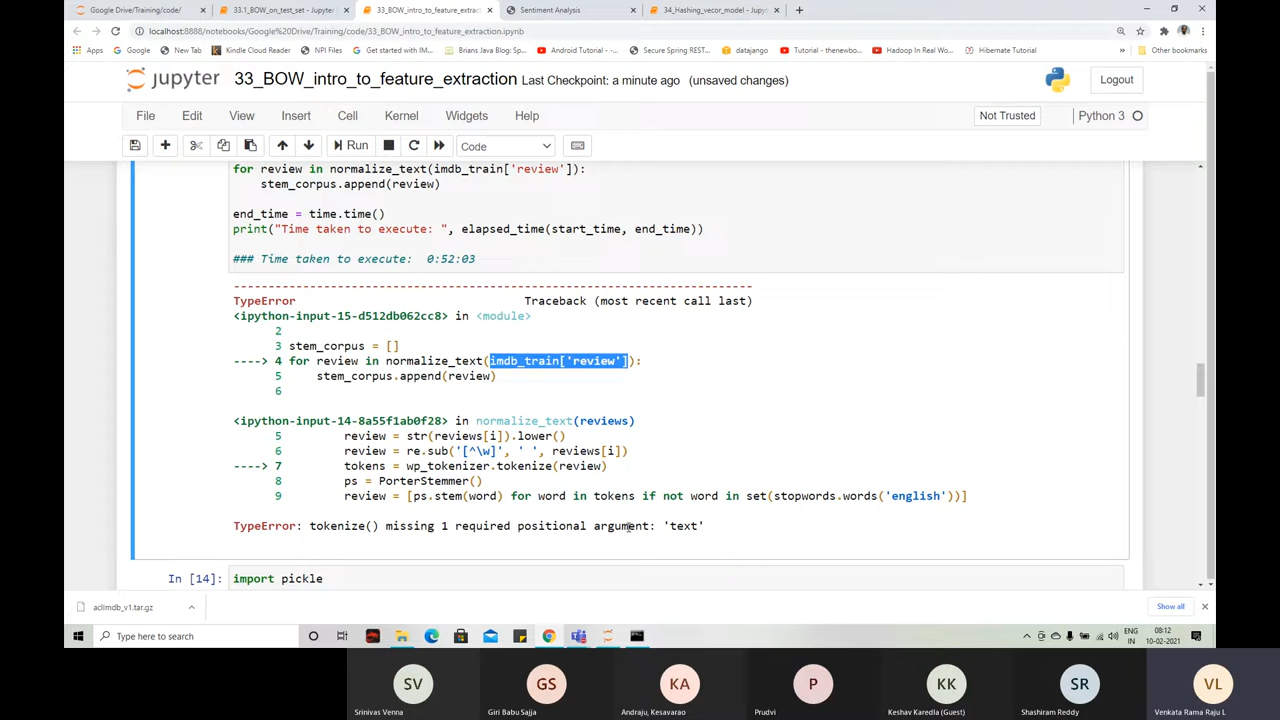 Google Drive/Training/code/
33.1_BOW_on_test_set - Jupyter
33_BOW_intro_to_feature_extract
Sentiment Analysis
34_Hashing_vecor_model - Jupyte
localhost:8888/notebooks/Google%20Drive/Training/code/33_BOW_intro_to_feature_extraction.ipynb
Apps
Google
New Tab
Kindle Cloud Reader
NPI Files
Get started with IM...
Brians Java Blog: S...
Android Tutorial - ...
Secure Spring REST...
datajango
Tutorial - thenewbo...
Hadoop In Real Wo...
Hibernate Tutorial
»
Other bookmarks
jupyter
33_BOW_intro_to_feature_extraction Last Checkpoint: a minute ago (unsaved changes)
Logout
File Edit View Insert Cell Kernel Widgets Help
Not Trusted
Python 3
Run
Code
for review in normalize_text(imdb_train['review']):
stem_corpus.append(review)
end_time = time.time()
print("Time taken to execute: ", elapsed_time(start_time, end_time))
### Time taken to execute:  0:52:03
---------------------------------------------------------------------------
TypeError Traceback (most recent call last)
<ipython-input-15-d512db062cc8> in <module>
2
3 stem_corpus = []
----> 4 for review in normalize_text(imdb_train['review']):
5 stem_corpus.append(review)
6
<ipython-input-14-8a55f1ab0f28> in normalize_text(reviews)
5 review = str(reviews[i]).lower()
6 review = re.sub('[^\w]', ' ', reviews[i])
----> 7 tokens = wp_tokenizer.tokenize(review)
8 ps = PorterStemmer()
9 review = [ps.stem(word) for word in tokens if not word in set(stopwords.words('english'))]
TypeError: tokenize() missing 1 required positional argument: 'text'
In [14]: import pickle
aclImdb_v1.tar.gz
Show all
Type here to search
ENG
IN
08:12
10-02-2021
SV
GS
KA
P
KK
SR
VL
Srinivas Venna
Giri Babu Sajja
Andraju, Kesavarao
Prudvi
Keshav Karedla (Guest)
Shashiram Reddy
Venkata Rama Raju L